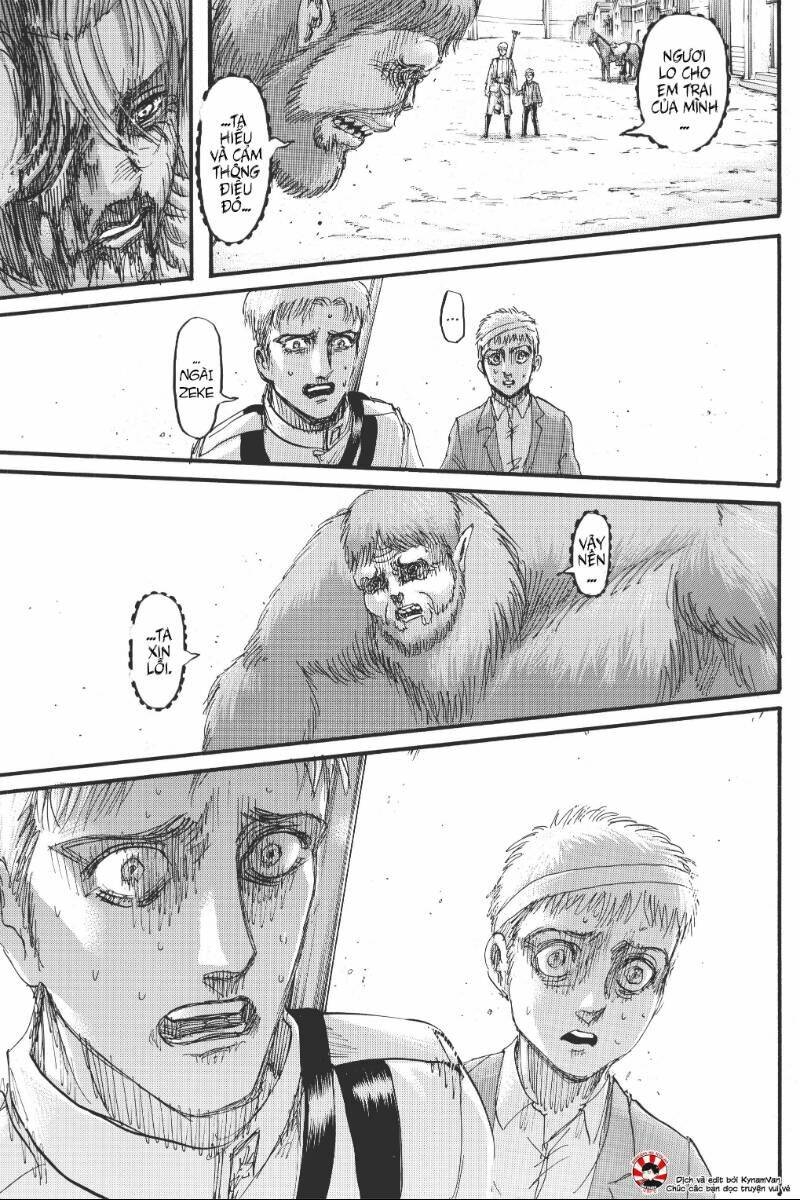 NGƯƠI
LO CHO
EM TRAI
CỦA MÌNH
...
...TA
HIỂU
VÀ CẢM
THÔNG
ĐIỀU
ĐÓ...
...
...
NGÀI
ZEKE
VẬY
NÊN
...
...TA
XIN
LỖI.
Dịch và edit bởi KynamVan
Chúc các bạn đọc truyện vui vẻ